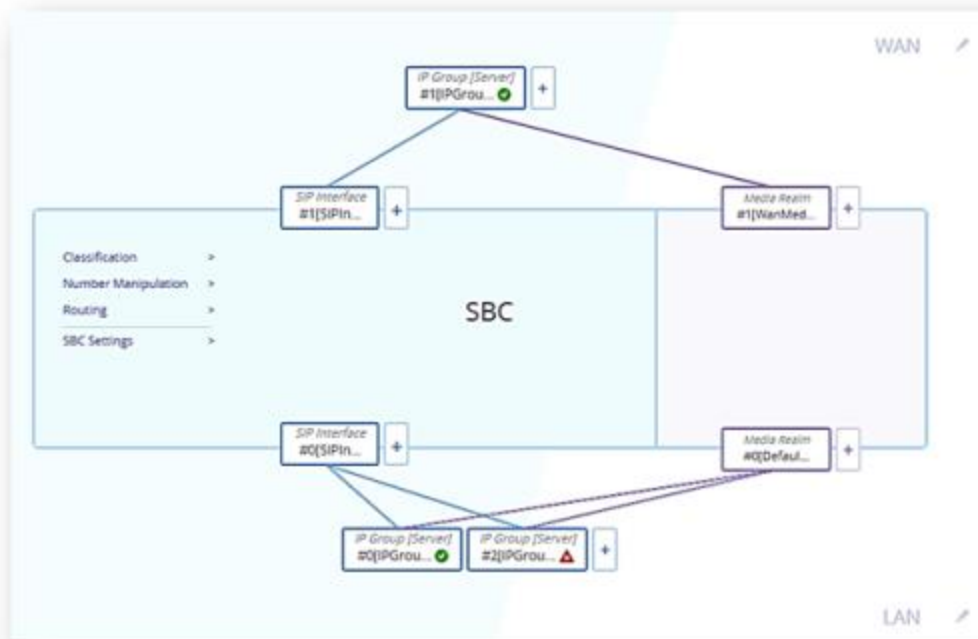 WAN
IP Group [Server]
#1[IPGrou...
+
SIP Interface
#1[SIPIn...
+
Media Realm
#1[WanMed...
+
Classification >
Number Manipulation >
Routing >
SBC Settings >
SBC
SIP Interface
#0[SIPIn...
+
Media Realm
#0[Defaul...
+
IP Group [Server]
#0[IPGrou...
IP Group [Server]
#2[IPGrou...
+
LAN